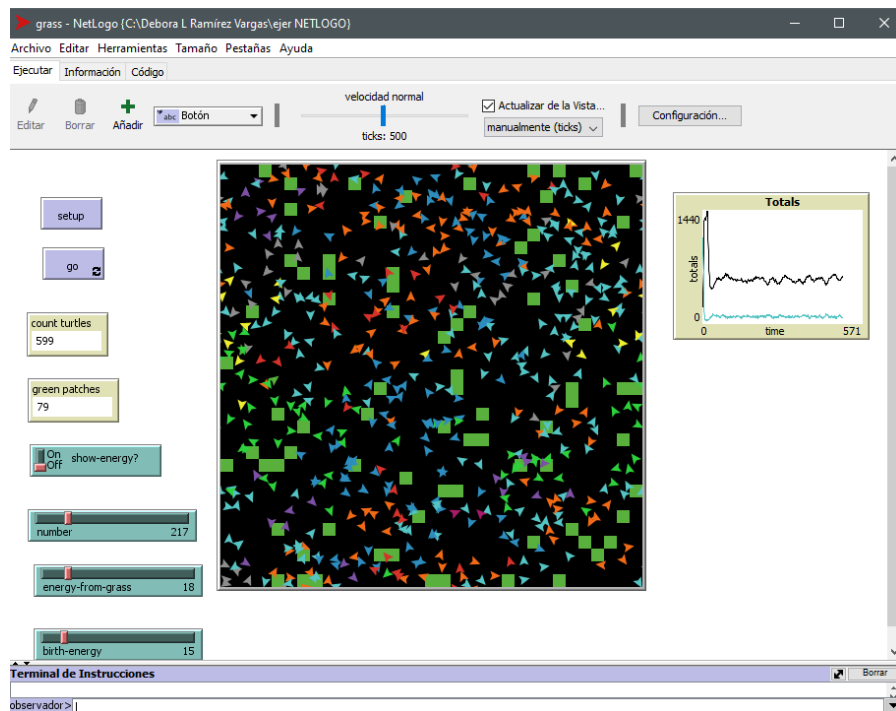 grass - NetLogo {C:\Debora L Ramírez Vargas\ejer NETLOGO}
Archivo Editar Herramientas Tamaño Pestañas Ayuda
Ejecutar Información Código
Editar Borrar Añadir
abc Botón
velocidad normal
ticks: 500
Actualizar de la Vista...
manualmente (ticks)
Configuración...
setup
go
count turtles
599
green patches
79
On
Off
show-energy?
number 217
energy-from-grass 18
birth-energy 15
Totals
1440
totals
0
0 time 571
Terminal de Instrucciones
Borrar
observador>